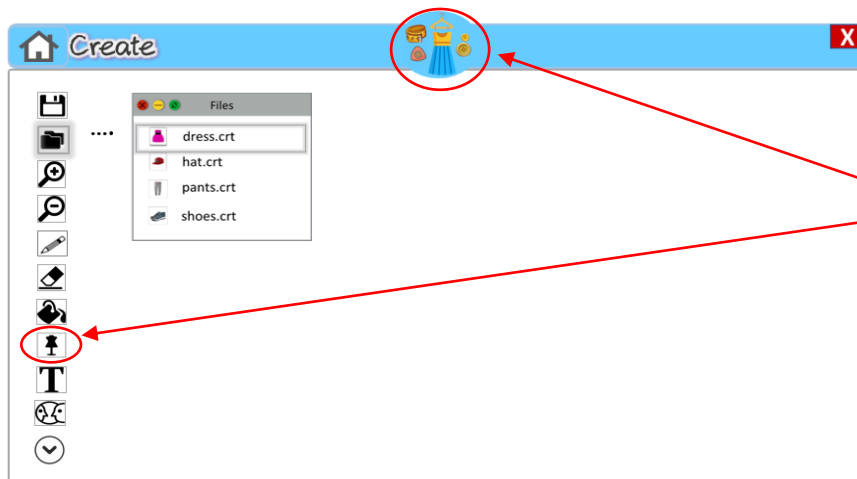 Create
X
Files
dress.crt
hat.crt
pants.crt
shoes.crt
T